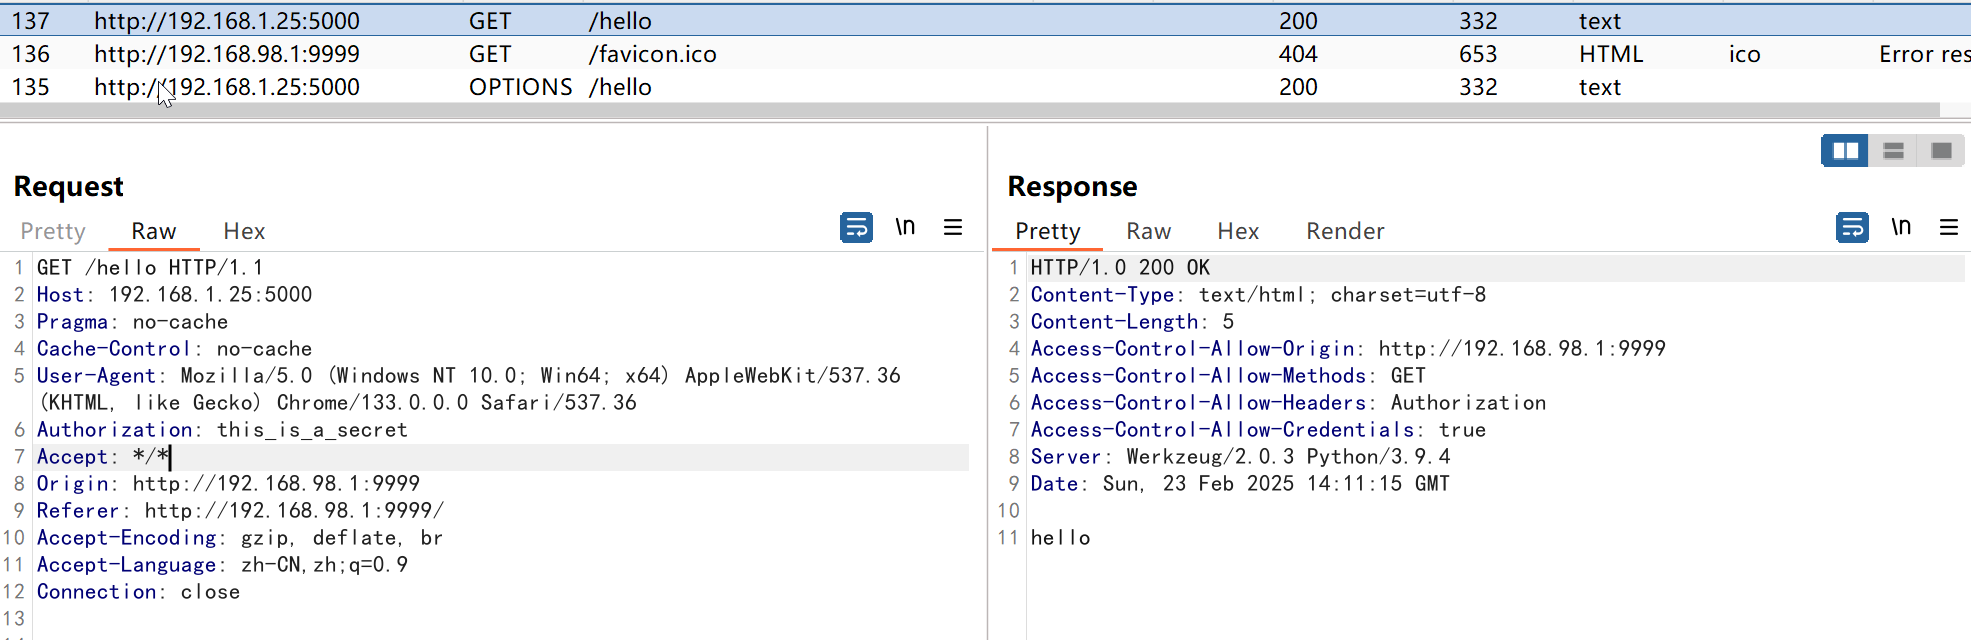 137 http://192.168.1.25:5000 GET /hello 200 332 text
136 http://192.168.98.1:9999 GET /favicon.ico 404 653 HTML ico Error res
135 http://192.168.1.25:5000 OPTIONS /hello 200 332 text
Request
Pretty Raw Hex \n
1 GET /hello HTTP/1.1
2 Host: 192.168.1.25:5000
3 Pragma: no-cache
4 Cache-Control: no-cache
5 User-Agent: Mozilla/5.0 (Windows NT 10.0; Win64; x64) AppleWebKit/537.36
(KHTML, like Gecko) Chrome/133.0.0.0 Safari/537.36
6 Authorization: this_is_a_secret
7 Accept: */*
8 Origin: http://192.168.98.1:9999
9 Referer: http://192.168.98.1:9999/
10 Accept-Encoding: gzip, deflate, br
11 Accept-Language: zh-CN,zh;q=0.9
12 Connection: close
13
Response
Pretty Raw Hex Render \n
1 HTTP/1.0 200 OK
2 Content-Type: text/html; charset=utf-8
3 Content-Length: 5
4 Access-Control-Allow-Origin: http://192.168.98.1:9999
5 Access-Control-Allow-Methods: GET
6 Access-Control-Allow-Headers: Authorization
7 Access-Control-Allow-Credentials: true
8 Server: Werkzeug/2.0.3 Python/3.9.4
9 Date: Sun, 23 Feb 2025 14:11:15 GMT
10
11 hello